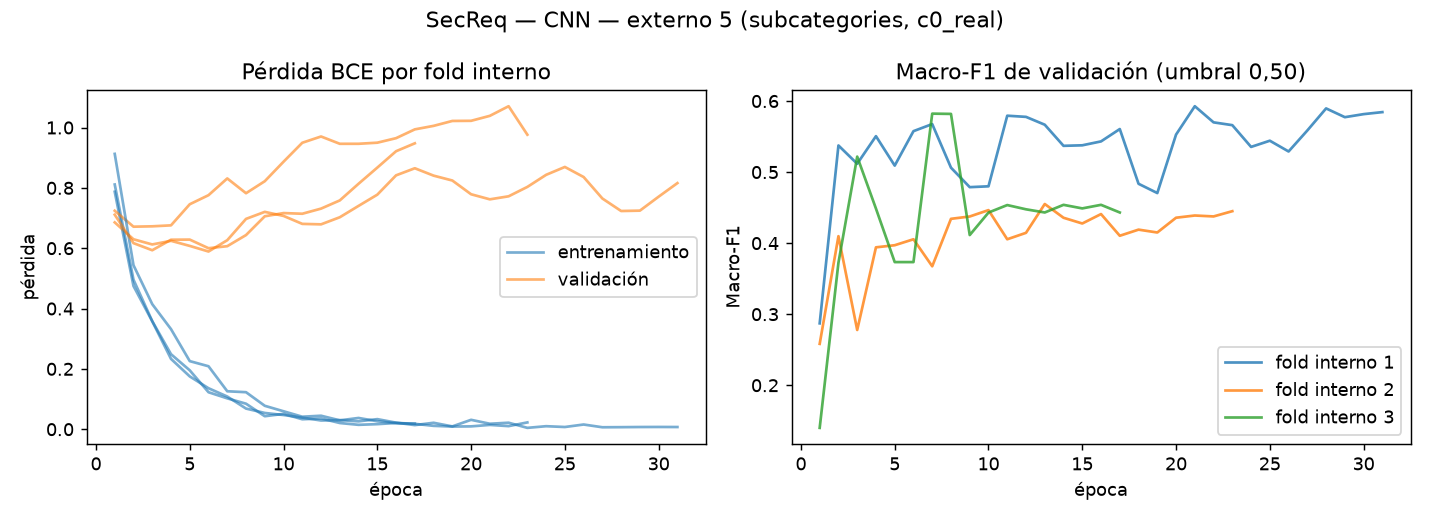 SecReq — CNN — externo 5 (subcategories, c0_real)
Pérdida BCE por fold interno
pérdida
1.0
0.8
0.6
0.4
0.2
0.0
entrenamiento
validación
0
5
10
15
20
25
30
época
Macro-F1 de validación (umbral 0,50)
Macro-F1
0.6
0.5
0.4
0.3
0.2
fold interno 1
fold interno 2
fold interno 3
0
5
10
15
20
25
30
época